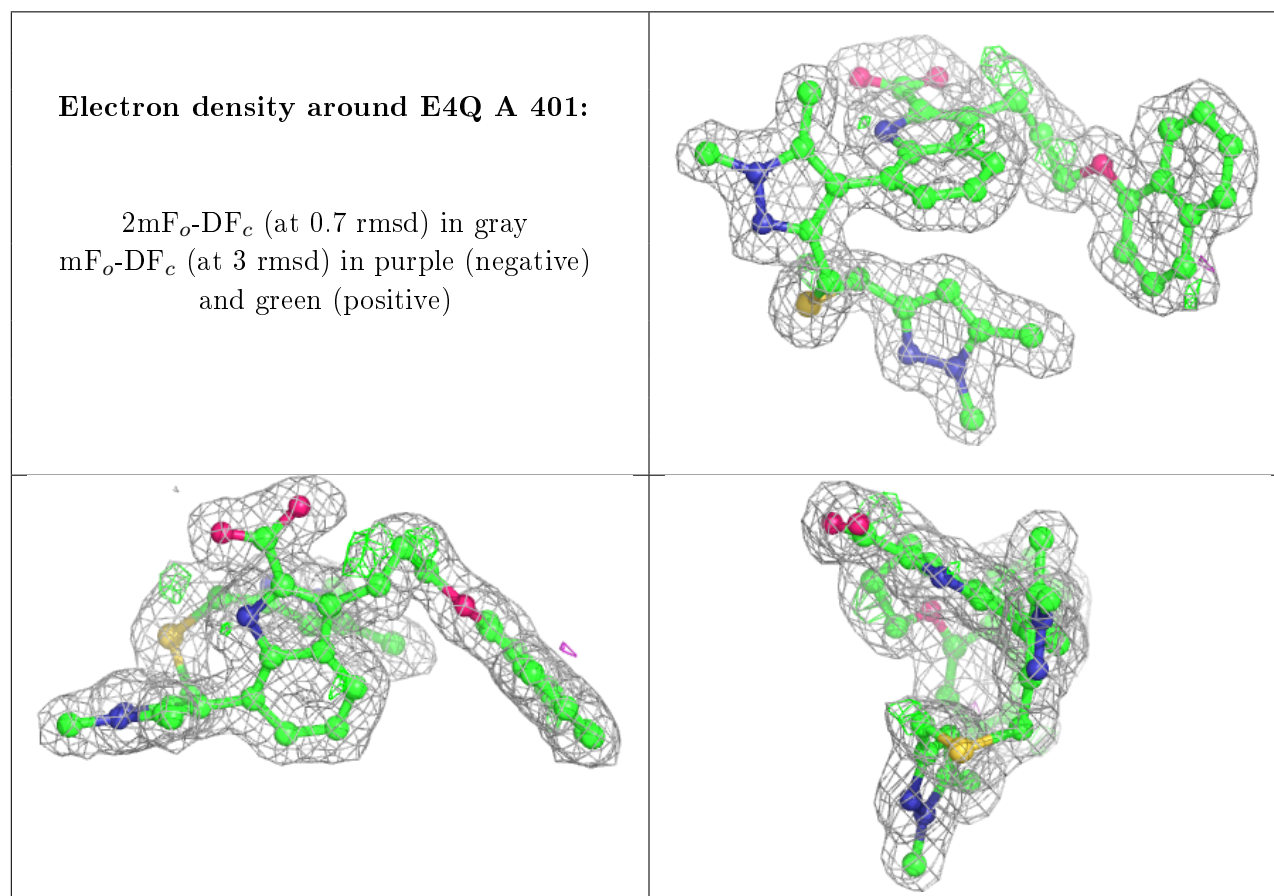 Electron density around E4Q A 401:
2mFo-DFc (at 0.7 rmsd) in gray
mFo-DFc (at 3 rmsd) in purple (negative)
and green (positive)